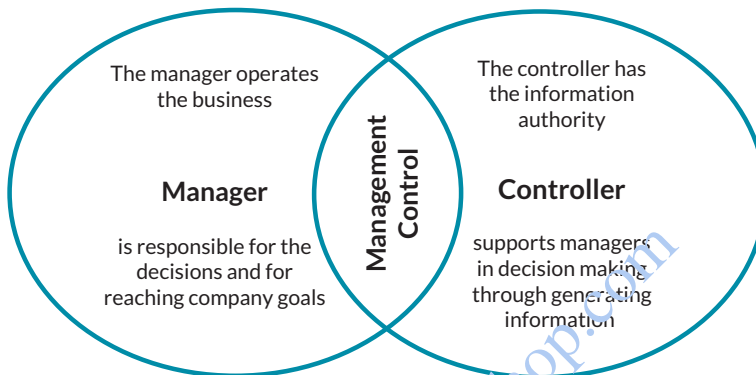 The manager operates
the business
Manager
is responsible for the
decisions and for
reaching company goals
Management
Control
The controller has
the information
authority
Controller
supports managers
in decision making
through generating
information